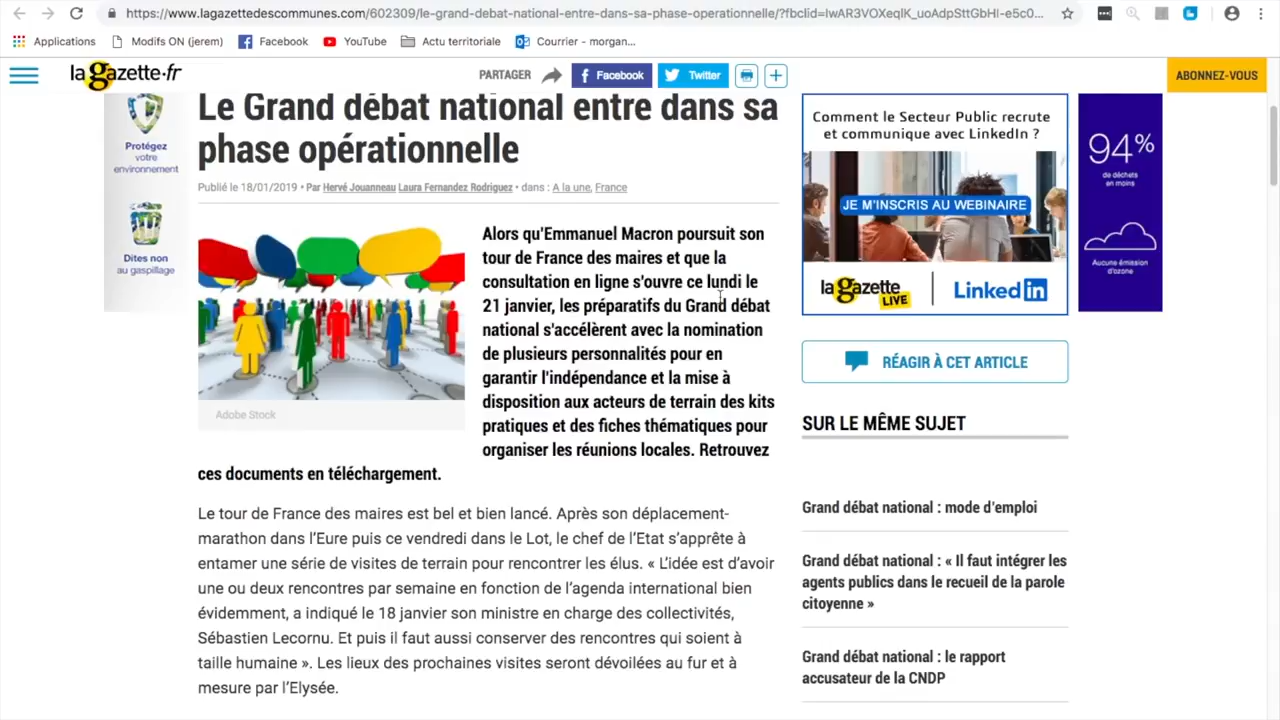 https://www.lagazettedescommunes.com/602309/le-grand-debat-national-entre-dans-sa-phase-operationnelle/?fbclid=IwAR3VOXeqIK_uoAdpSttGbHI-e5c0...
Applications
Modifs ON (jerem)
Facebook
YouTube
Actu territoriale
Courrier - morgan...
la gazette·fr
PARTAGER
Facebook
Twitter
ABONNEZ-VOUS
Protégez
votre
environnement
Dites non
au gaspillage
Le Grand débat national entre dans sa
phase opérationnelle
Publié le 18/01/2019 • Par Hervé Jouanneau Laura Fernandez Rodriguez • dans : A la une, France
Adobe Stock
Alors qu'Emmanuel Macron poursuit son
tour de France des maires et que la
consultation en ligne s'ouvre ce lundi le
21 janvier, les préparatifs du Grand débat
national s'accélèrent avec la nomination
de plusieurs personnalités pour en
garantir l'indépendance et la mise à
disposition aux acteurs de terrain des kits
pratiques et des fiches thématiques pour
organiser les réunions locales. Retrouvez
ces documents en téléchargement.
Le tour de France des maires est bel et bien lancé. Après son déplacement-
marathon dans l’Eure puis ce vendredi dans le Lot, le chef de l’Etat s’apprête à
entamer une série de visites de terrain pour rencontrer les élus. « L’idée est d’avoir
une ou deux rencontres par semaine en fonction de l’agenda international bien
évidemment, a indiqué le 18 janvier son ministre en charge des collectivités,
Sébastien Lecornu. Et puis il faut aussi conserver des rencontres qui soient à
taille humaine ». Les lieux des prochaines visites seront dévoilées au fur et à
mesure par l’Elysée.
Comment le Secteur Public recrute
et communique avec LinkedIn ?
JE M'INSCRIS AU WEBINAIRE
la gazette LIVE
LinkedIn
94%
de déchets
en moins
Aucune émission
d'ozone
RÉAGIR À CET ARTICLE
SUR LE MÊME SUJET
Grand débat national : mode d’emploi
Grand débat national : « Il faut intégrer les
agents publics dans le recueil de la parole
citoyenne »
Grand débat national : le rapport
accusateur de la CNDP